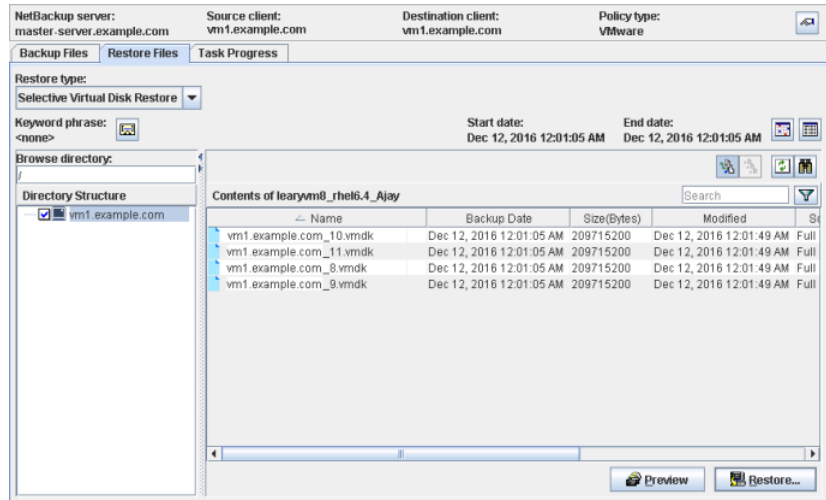 NetBackup server: Source client: Destination client: Policy type:
master-server.example.com vm1.example.com vm1.example.com VMware
Backup Files Restore Files Task Progress
Restore type:
Selective Virtual Disk Restore
Keyword phrase: Start date: End date:
<none> Dec 12, 2016 12:01:05 AM Dec 12, 2016 12:01:05 AM
Browse directory:
/
Directory Structure Contents of learyvm8_rhel6.4_Ajay Search
vm1.example.com Name Backup Date Size(Bytes) Modified
vm1.example.com_10.vmdk Dec 12, 2016 12:01:05 AM 209715200 Dec 12, 2016 12:01:49 AM Full
vm1.example.com_11.vmdk Dec 12, 2016 12:01:05 AM 209715200 Dec 12, 2016 12:01:49 AM Full
vm1.example.com_8.vmdk Dec 12, 2016 12:01:05 AM 209715200 Dec 12, 2016 12:01:49 AM Full
vm1.example.com_9.vmdk Dec 12, 2016 12:01:05 AM 209715200 Dec 12, 2016 12:01:49 AM Full
Preview Restore...